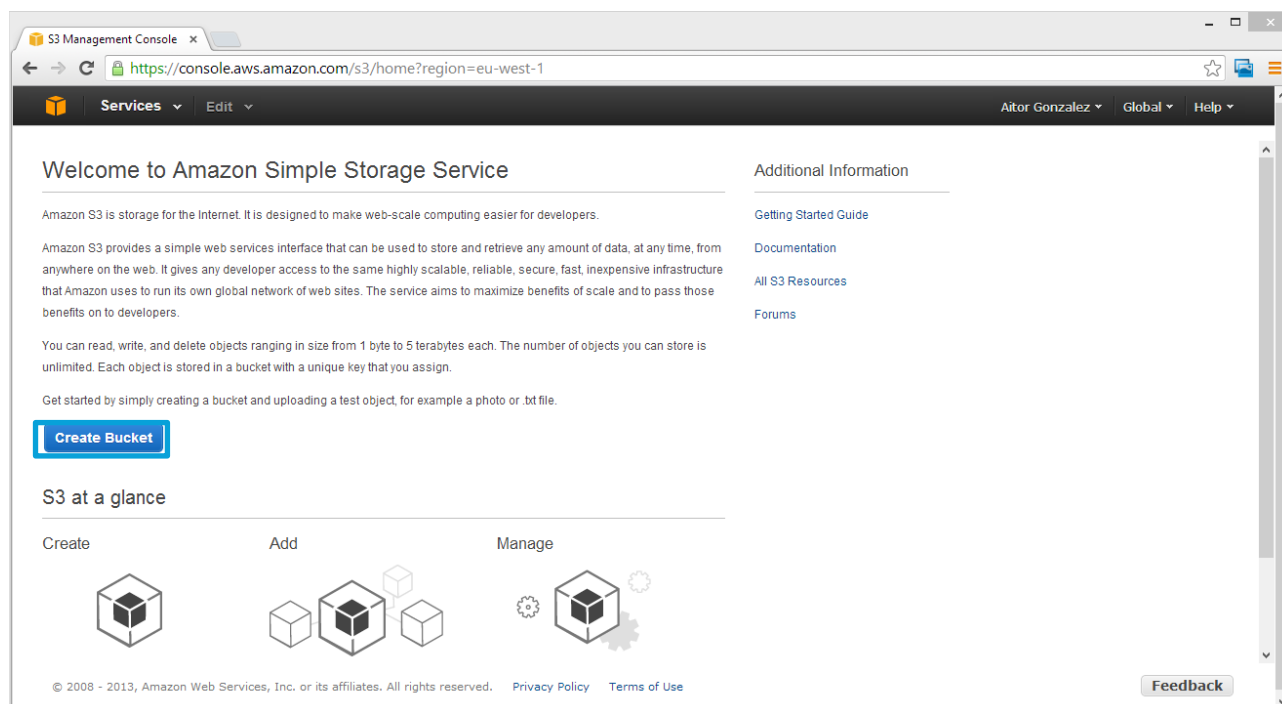 S3 Management Console
https://console.aws.amazon.com/s3/home?region=eu-west-1
Services Edit Aitor Gonzalez Global Help
Welcome to Amazon Simple Storage Service
Amazon S3 is storage for the Internet. It is designed to make web-scale computing easier for developers.
Amazon S3 provides a simple web services interface that can be used to store and retrieve any amount of data, at any time, from
anywhere on the web. It gives any developer access to the same highly scalable, reliable, secure, fast, inexpensive infrastructure
that Amazon uses to run its own global network of web sites. The service aims to maximize benefits of scale and to pass those
benefits on to developers.
You can read, write, and delete objects ranging in size from 1 byte to 5 terabytes each. The number of objects you can store is
unlimited. Each object is stored in a bucket with a unique key that you assign.
Get started by simply creating a bucket and uploading a test object, for example a photo or .txt file.
Create Bucket
Additional Information
Getting Started Guide
Documentation
All S3 Resources
Forums
S3 at a glance
Create Add Manage
© 2008 - 2013, Amazon Web Services, Inc. or its affiliates. All rights reserved. Privacy Policy Terms of Use
Feedback